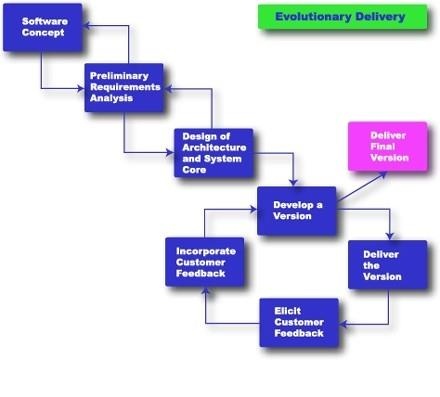 Evolutionary Delivery
Software
Concept
Preliminary
Requirements
Analysis
Design of
Architecture
and System
Core
Deliver
Final
Version
Develop a
Version
Incorporate
Customer
Feedback
Deliver
the
Version
Elicit
Customer
Feedback